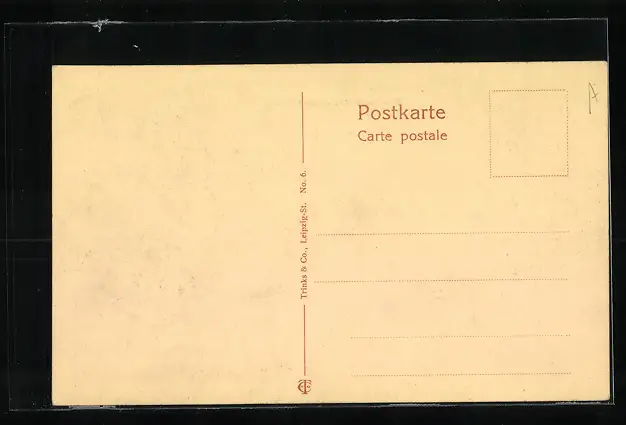 Postkarte
Carte postale
Trinks & Co., Leipzig-St. No. 6.